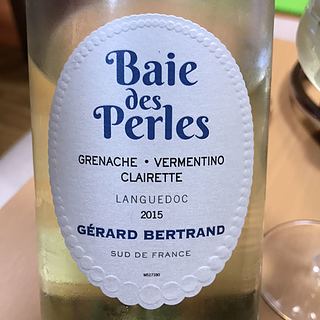 Baie
des
Perles
GRENACHE • VERMENTINO
CLAIRETTE
LANGUEDOC
2015
GÉRARD BERTRAND
SUD DE FRANCE